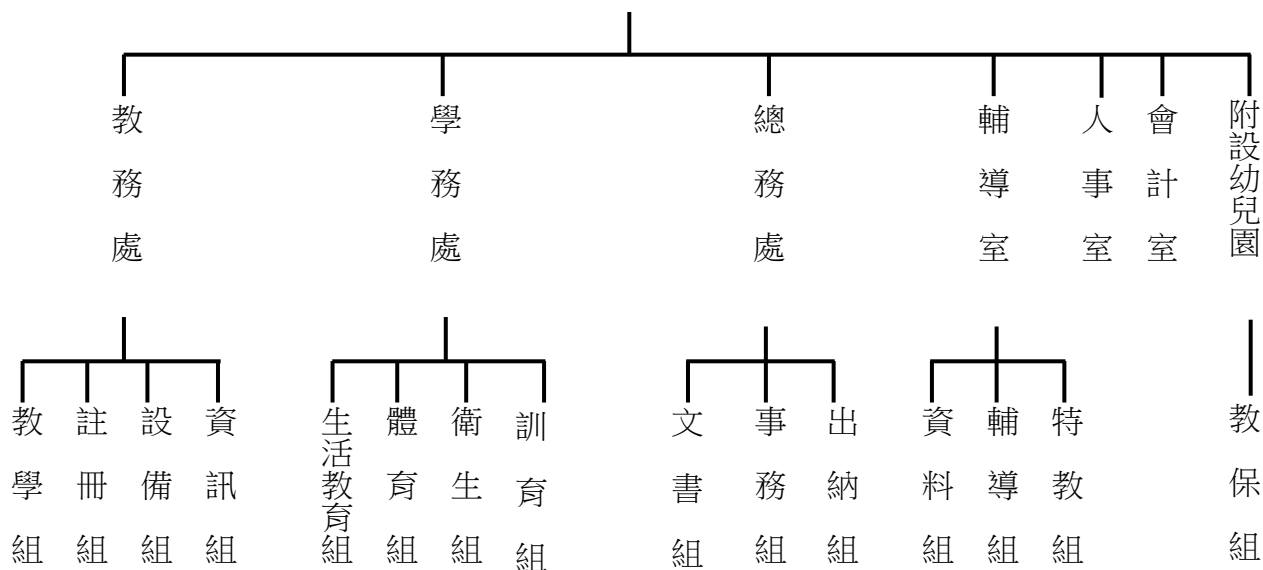 教務處
學務處
總務處
輔導室
人事室
會計室
附設幼兒園
教學組
註冊組
設備組
資訊組
生活教育組
體育組
衛生組
訓育組
文書組
事務組
出納組
資料組
輔導組
特教組
教保組